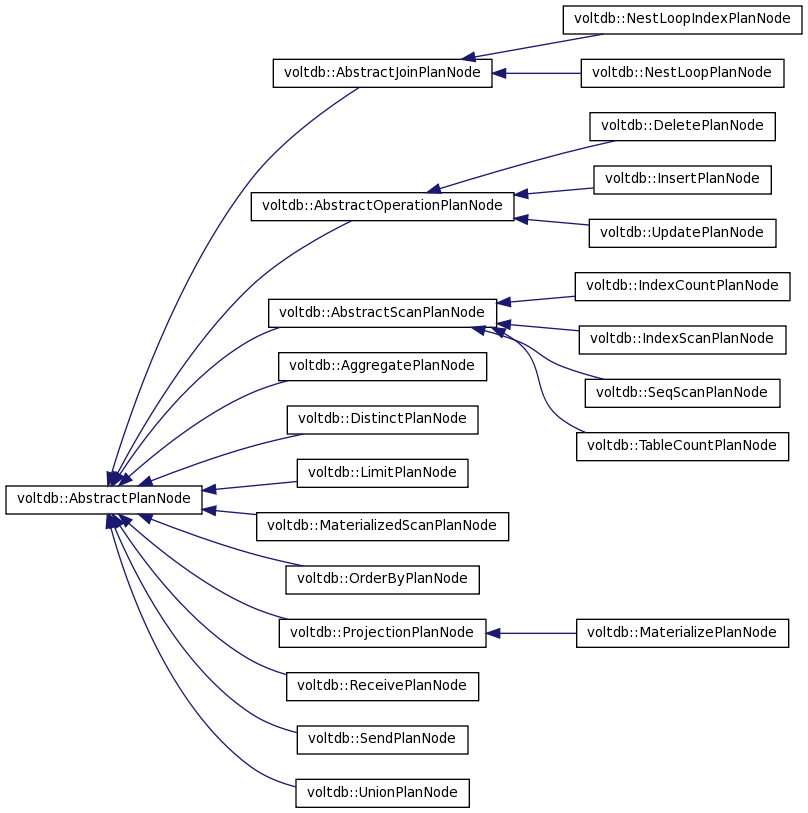 voltdb::NestLoopIndexPlanNode
voltdb::AbstractJoinPlanNode
voltdb::NestLoopPlanNode
voltdb::DeletePlanNode
voltdb::InsertPlanNode
voltdb::AbstractOperationPlanNode
voltdb::UpdatePlanNode
voltdb::IndexCountPlanNode
voltdb::AbstractScanPlanNode
voltdb::IndexScanPlanNode
voltdb::AggregatePlanNode
voltdb::SeqScanPlanNode
voltdb::DistinctPlanNode
voltdb::TableCountPlanNode
voltdb::LimitPlanNode
voltdb::AbstractPlanNode
voltdb::MaterializedScanPlanNode
voltdb::OrderByPlanNode
voltdb::ProjectionPlanNode
voltdb::MaterializePlanNode
voltdb::ReceivePlanNode
voltdb::SendPlanNode
voltdb::UnionPlanNode